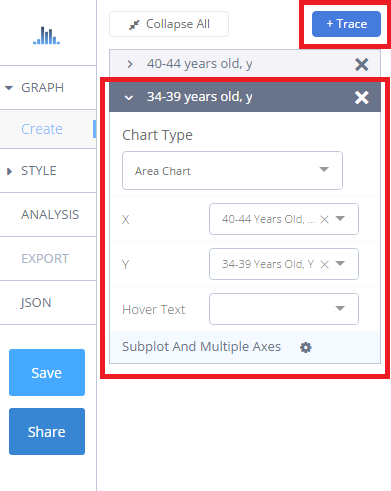 Collapse All
+ Trace
40-44 years old, y
GRAPH
34-39 years old, y
Create
Chart Type
STYLE
Area Chart
ANALYSIS
X
40-44 Years Old, ...
EXPORT
Y
34-39 Years Old, Y
JSON
Hover Text
Subplot And Multiple Axes
Save
Share